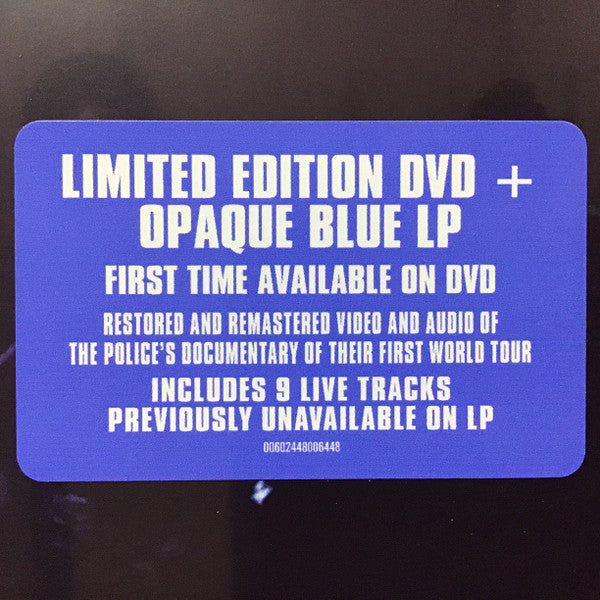 LIMITED EDITION DVD +
OPAQUE BLUE LP
FIRST TIME AVAILABLE ON DVD
RESTORED AND REMASTERED VIDEO AND AUDIO OF
THE POLICE'S DOCUMENTARY OF THEIR FIRST WORLD TOUR
INCLUDES 9 LIVE TRACKS
PREVIOUSLY UNAVAILABLE ON LP
00602448006448